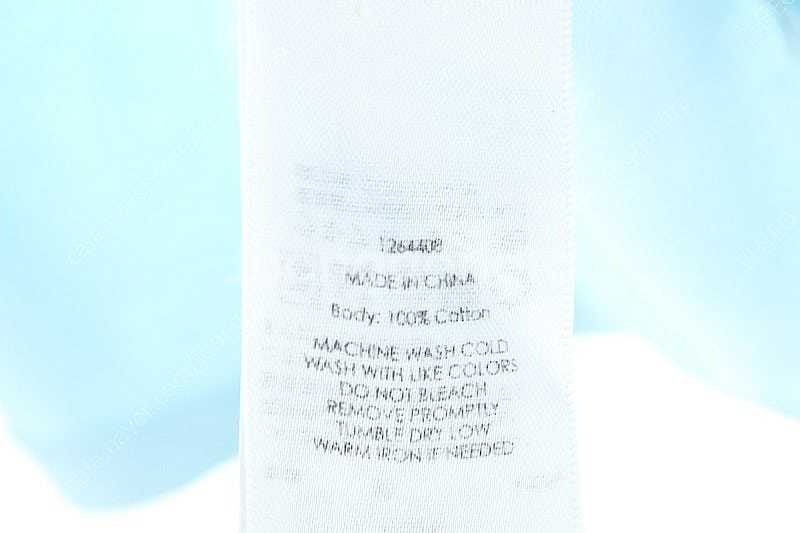 1264408
MADE IN CHINA
Body: 100% Cotton
MACHINE WASH COLD
WASH WITH LIKE COLORS
DO NOT BLEACH
REMOVE PROMPTLY
TUMBLE DRY LOW
WARM IRON IF NEEDED